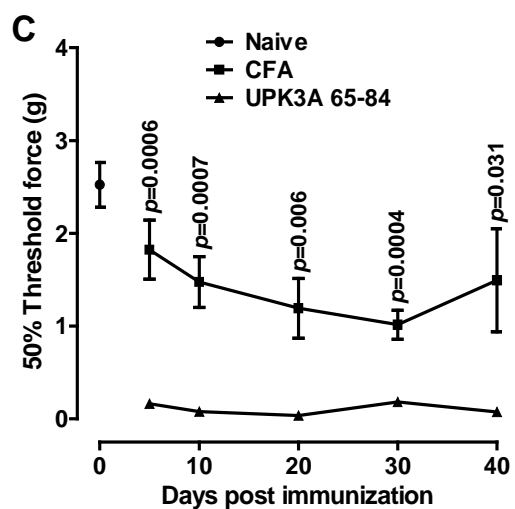 C
Naive
CFA
UPK3A 65-84
50% Threshold force (g)
4
3
2
1
0
p=0.0006
p=0.0007
p=0.006
p=0.0004
p=0.031
0 10 20 30 40
Days post immunization